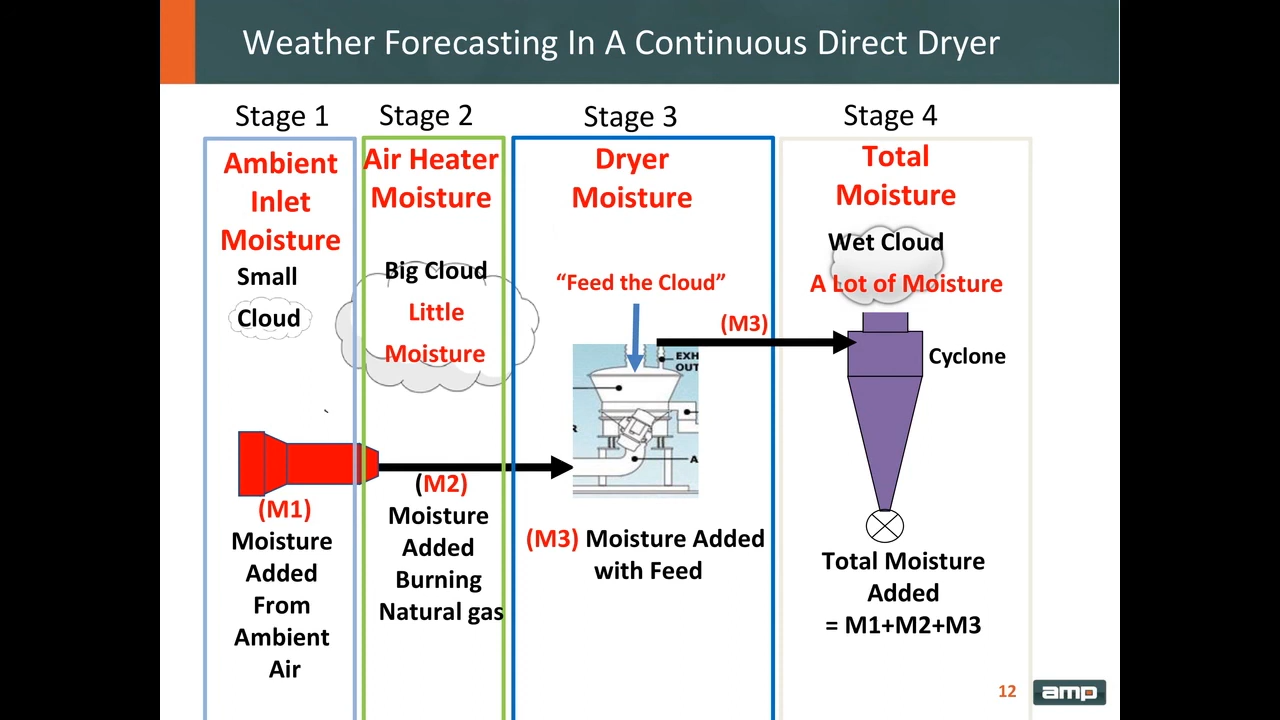 Weather Forecasting In A Continuous Direct Dryer
Stage 1
Ambient
Inlet
Moisture
Small
Cloud
(M1)
Moisture
Added
From
Ambient
Air
Stage 2
Air Heater
Moisture
Big Cloud
Little
Moisture
(M2)
Moisture
Added
Burning
Natural gas
Stage 3
Dryer
Moisture
“Feed the Cloud”
(M3)
EXH
OUT
R
A
(M3) Moisture Added
with Feed
Stage 4
Total
Moisture
Wet Cloud
A Lot of Moisture
Cyclone
Total Moisture
Added
= M1+M2+M3
12
amp